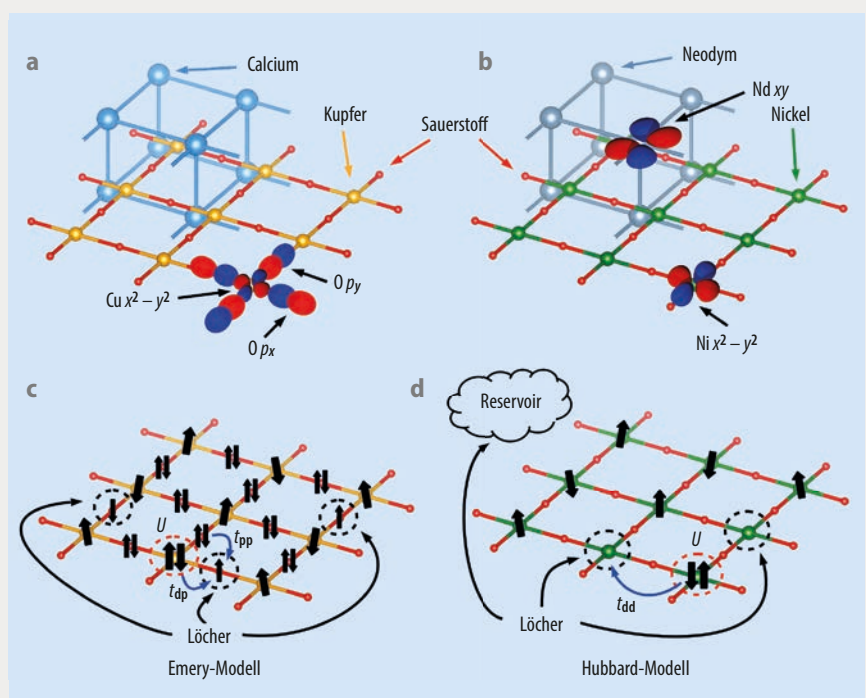 a
Calcium
Kupfer
Sauerstoff
Cu x² – y²
O py
O px
b
Neodym
Nd xy
Nickel
Ni x² – y²
c
U
tpp
tdp
Löcher
Emery-Modell
d
Reservoir
U
tdd
Löcher
Hubbard-Modell